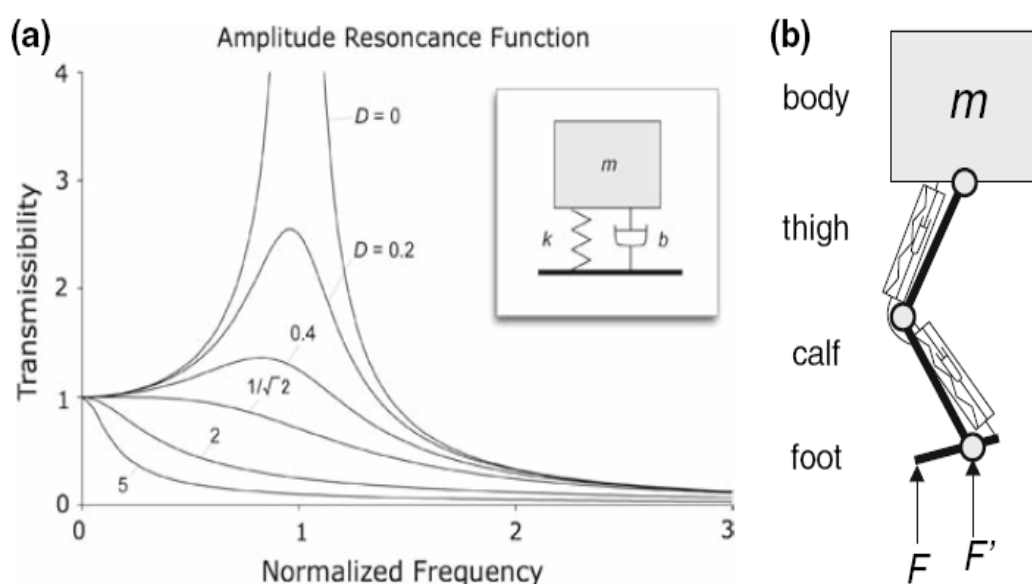 (a)
Amplitude Resoncance Function
Transmissibility
4
3
2
1
0
D = 0
D = 0.2
0.4
1/√2
2
5
m
k
b
0
1
2
3
Normalized Frequency
(b)
body
m
thigh
calf
foot
F
F'